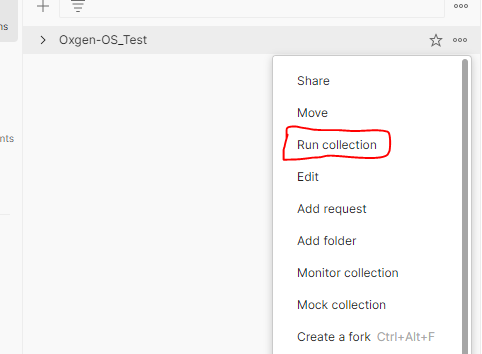 ns
Oxgen-OS_Test
Share
Move
Run collection
Edit
nts
Add request
Add folder
Monitor collection
Mock collection
Create a fork Ctrl+Alt+F